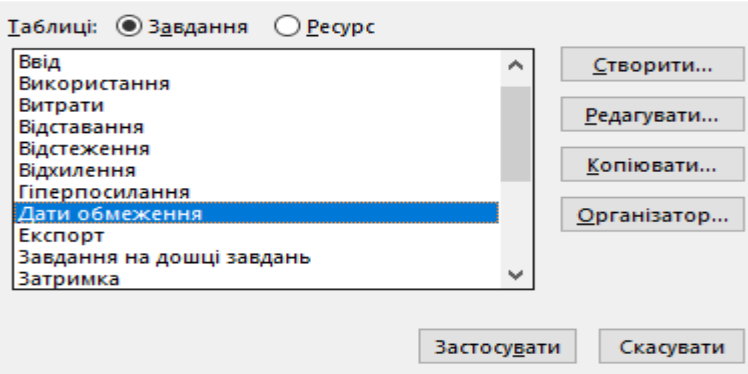 Таблиці: Завдання Ресурс
Ввід
Використання
Витрати
Відставання
Відстеження
Відхилення
Гіперпосилання
Дати обмеження
Експорт
Завдання на дошці завдань
Затримка
Створити...
Редагувати...
Копіювати...
Організатор...
Застосувати Скасувати